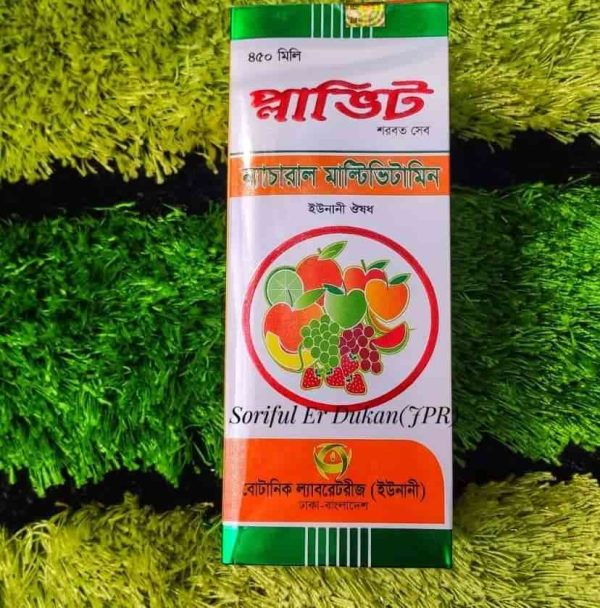 ৪৫০ মিলি
প্লাভিট
শরবত সেব
ন্যাচারাল মাল্টিভিটামিন
ইউনানী ঔষধ
Soriful Er Dukan(JPR)
বোটানিক ল্যাবরেটরীজ (ইউনানী)
ঢাকা-বাংলাদেশ